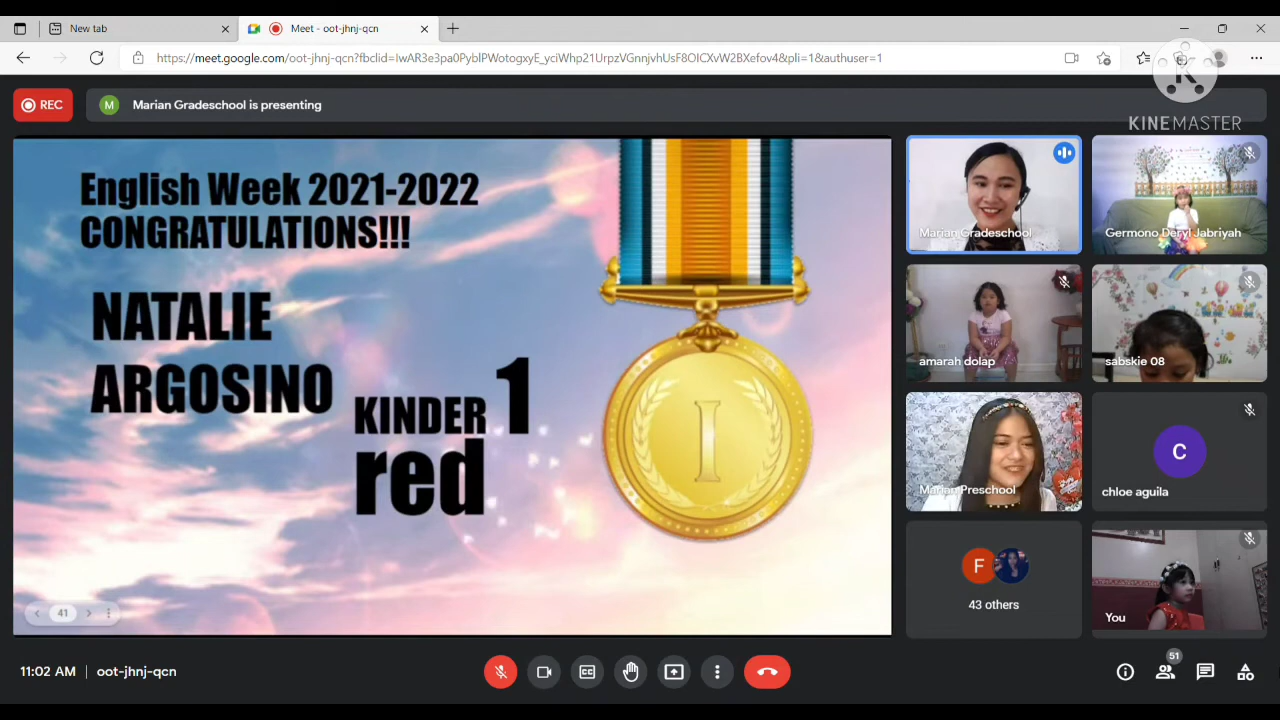 New tab
Meet - oot-jhnj-qcn
https://meet.google.com/oot-jhnj-qcn?fbclid=IwAR3e3pa0PyblPWotogxyE_yciWhp21UrpzVGnnjvhUsF8OICXvW2BXefov4&pli=1&authuser=1
K
KINEMASTER
REC
M
Marian Gradeschool is presenting
English Week 2021-2022
CONGRATULATIONS!!!
NATALIE
ARGOSINO
KINDER 1
red
I
41
Marian Gradeschool
Germono Deryl Jabriyah
amarah dolap
sabskie 08
Marian Preschool
C
chloe aguila
F
43 others
You
11:02 AM | oot-jhnj-qcn
CC
51